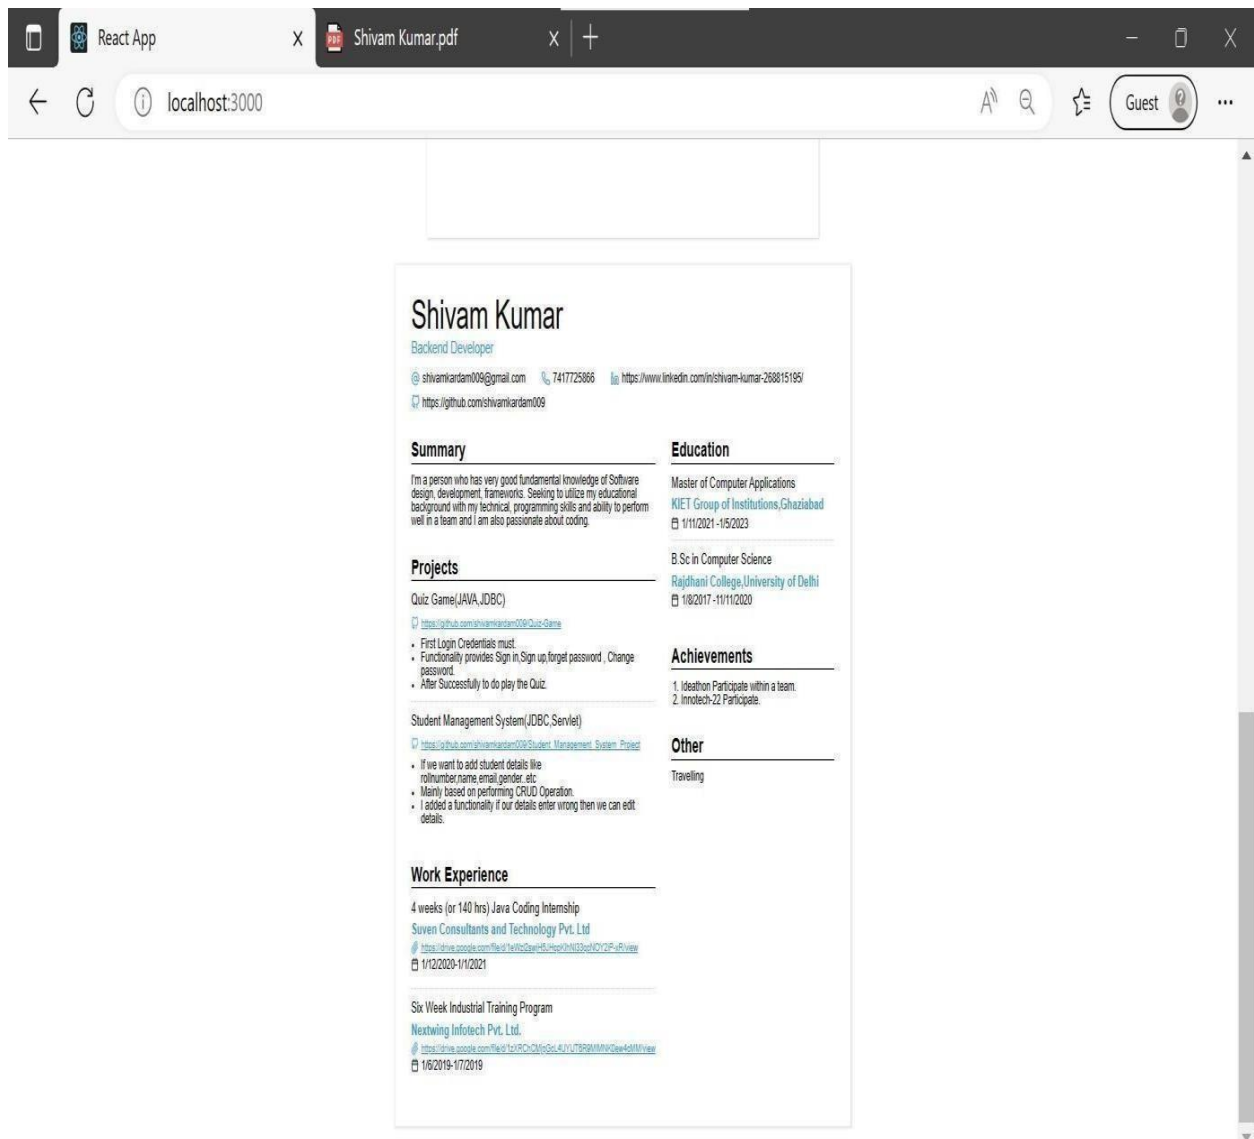 React App
Shivam Kumar.pdf
localhost:3000
Guest
Shivam Kumar
Backend Developer
shivamkardam009@gmail.com 7417725866 https://www.linkedin.com/in/shivam-kumar-268815195/
https://github.com/shivamkardam009
Summary
I'm a person who has very good fundamental knowledge of Software
design, development, frameworks. Seeking to utilize my educational
background with my technical, programming skills and ability to perform
well in a team and I am also passionate about coding.
Projects
Quiz Game(JAVA,JDBC)
https://github.com/shivamkardam009/Quiz-Game
• First Login Credentials must.
• Functionality provides Sign in,Sign up,forget password , Change
password.
• After Successfully to do play the Quiz.
Student Management System(JDBC,Servlet)
https://github.com/shivamkardam009/Student_Management_System_Project
• If we want to add student details like
rollnumber,name,email,gender..etc
• Mainly based on performing CRUD Operation.
• I added a functionality if our details enter wrong then we can edit
details.
Work Experience
4 weeks (or 140 hrs) Java Coding Internship
Suven Consultants and Technology Pvt. Ltd
1/12/2020-1/1/2021
Six Week Industrial Training Program
Nextwing Infotech Pvt. Ltd.
1/6/2019-1/7/2019
Education
Master of Computer Applications
KIET Group of Institutions,Ghaziabad
1/11/2021 -1/5/2023
B.Sc in Computer Science
Rajdhani College,University of Delhi
1/8/2017 -11/11/2020
Achievements
1. Ideathon Participate within a team.
2. Innotech-22 Participate.
Other
Travelling